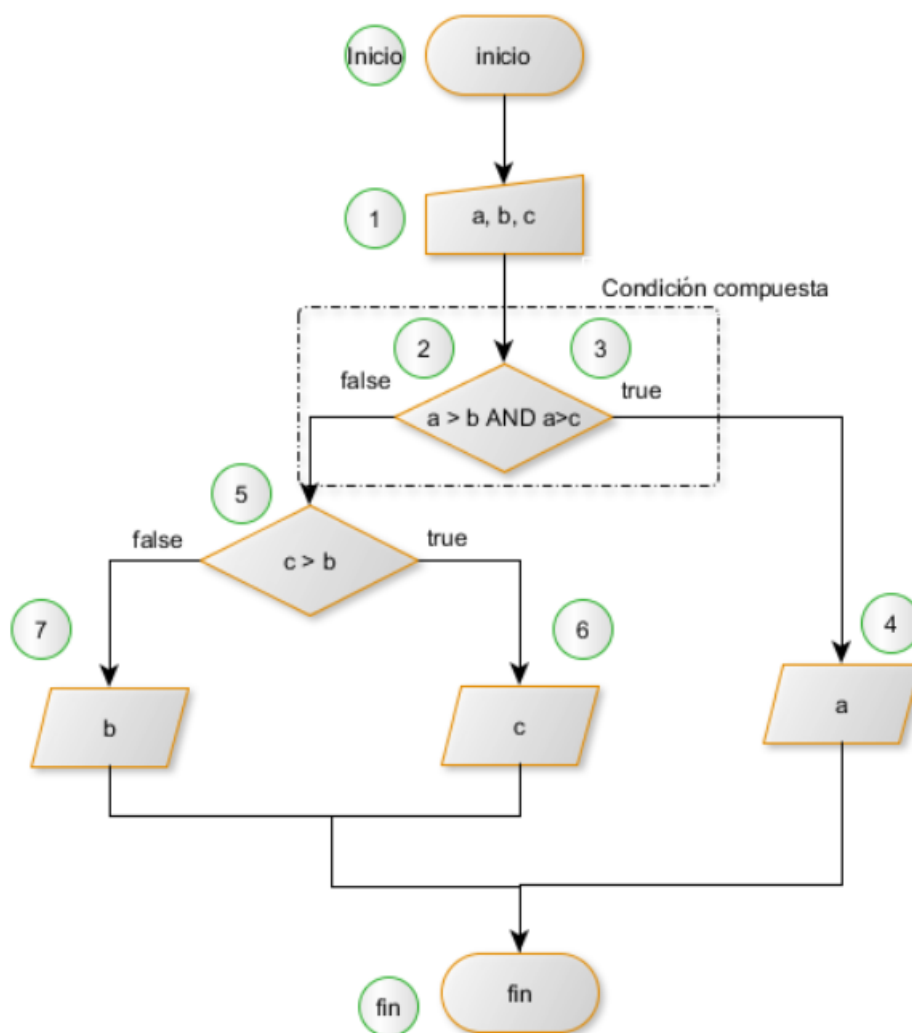 Inicio
inicio
1
a, b, c
Condición compuesta
2
3
false
true
a > b AND a>c
5
false
true
c > b
7
6
4
b
c
a
fin
fin